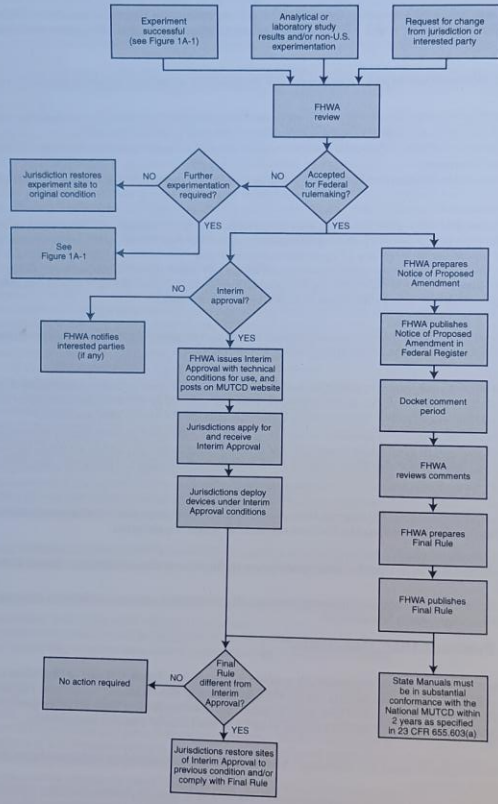 Experiment
successful
(see Figure 1A-1)
Analytical or
laboratory study
results and/or non-U.S.
experimentation
Request for change
from jurisdiction or
interested party
FHWA
review
Accepted
for Federal
rulemaking?
NO
Further
experimentation
required?
NO
Jurisdiction restores
experiment site to
original condition
YES
See
Figure 1A-1
YES
Interim
approval?
NO
FHWA notifies
interested parties
(if any)
YES
FHWA issues Interim
Approval with technical
conditions for use, and
posts on MUTCD website
Jurisdictions apply for
and receive
Interim Approval
Jurisdictions deploy
devices under Interim
Approval conditions
FHWA prepares
Notice of Proposed
Amendment
FHWA publishes
Notice of Proposed
Amendment in
Federal Register
Docket comment
period
FHWA
reviews comments
FHWA prepares
Final Rule
FHWA publishes
Final Rule
Final
Rule
different from
Interim
Approval?
NO
No action required
YES
Jurisdictions restore sites
of Interim Approval to
previous condition and/or
comply with Final Rule
State Manuals must
be in substantial
conformance with the
National MUTCD within
2 years as specified
in 23 CFR 655.603(a)